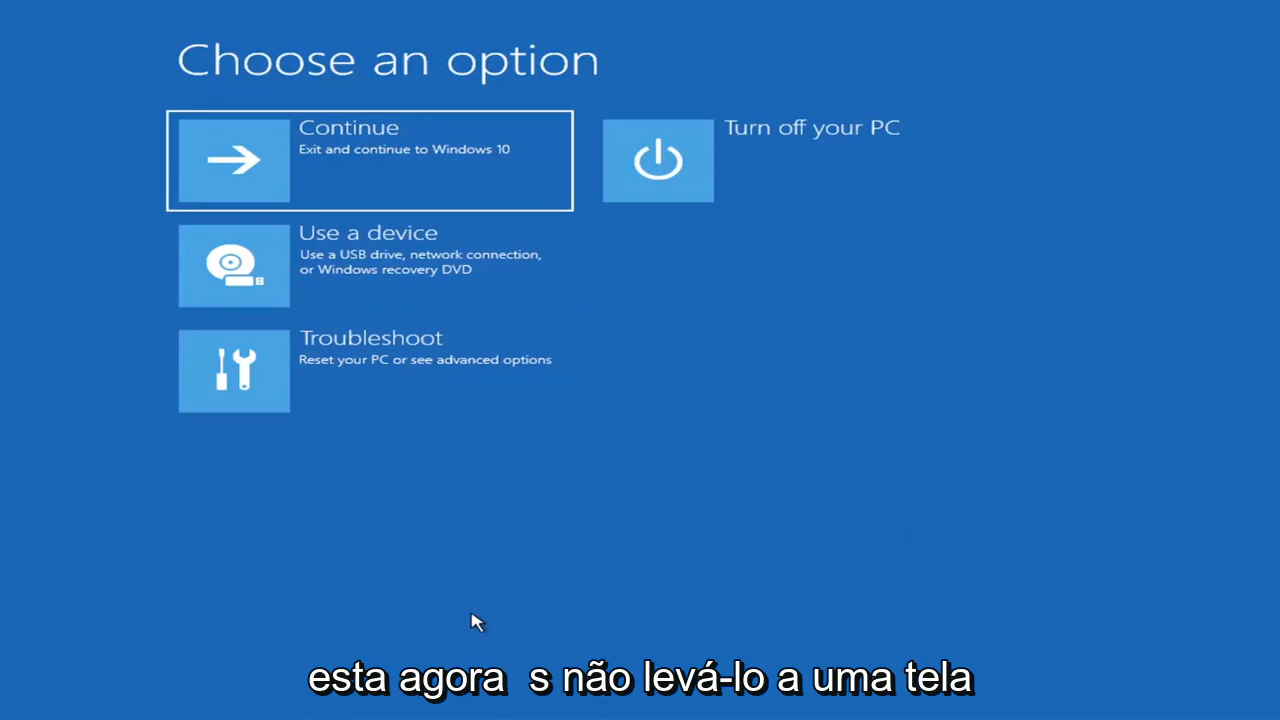 Choose an option
Continue
Exit and continue to Windows 10
Turn off your PC
Use a device
Use a USB drive, network connection,
or Windows recovery DVD
Troubleshoot
Reset your PC or see advanced options
esta agora  s não levá-lo a uma tela